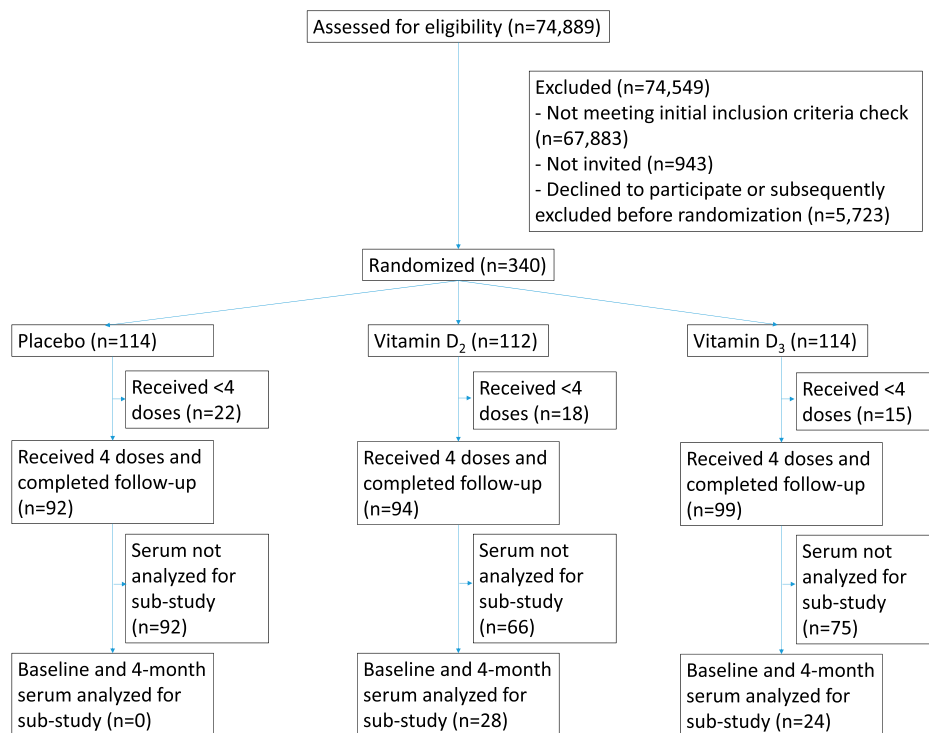 Assessed for eligibility (n=74,889)
Excluded (n=74,549)
- Not meeting initial inclusion criteria check
(n=67,883)
- Not invited (n=943)
- Declined to participate or subsequently
excluded before randomization (n=5,723)
Randomized (n=340)
Placebo (n=114)
Vitamin D₂ (n=112)
Vitamin D₃ (n=114)
Received <4
doses (n=22)
Received <4
doses (n=18)
Received <4
doses (n=15)
Received 4 doses and
completed follow-up
(n=92)
Received 4 doses and
completed follow-up
(n=94)
Received 4 doses and
completed follow-up
(n=99)
Serum not
analyzed for
sub-study
(n=92)
Serum not
analyzed for
sub-study
(n=66)
Serum not
analyzed for
sub-study
(n=75)
Baseline and 4-month
serum analyzed for
sub-study (n=0)
Baseline and 4-month
serum analyzed for
sub-study (n=28)
Baseline and 4-month
serum analyzed for
sub-study (n=24)